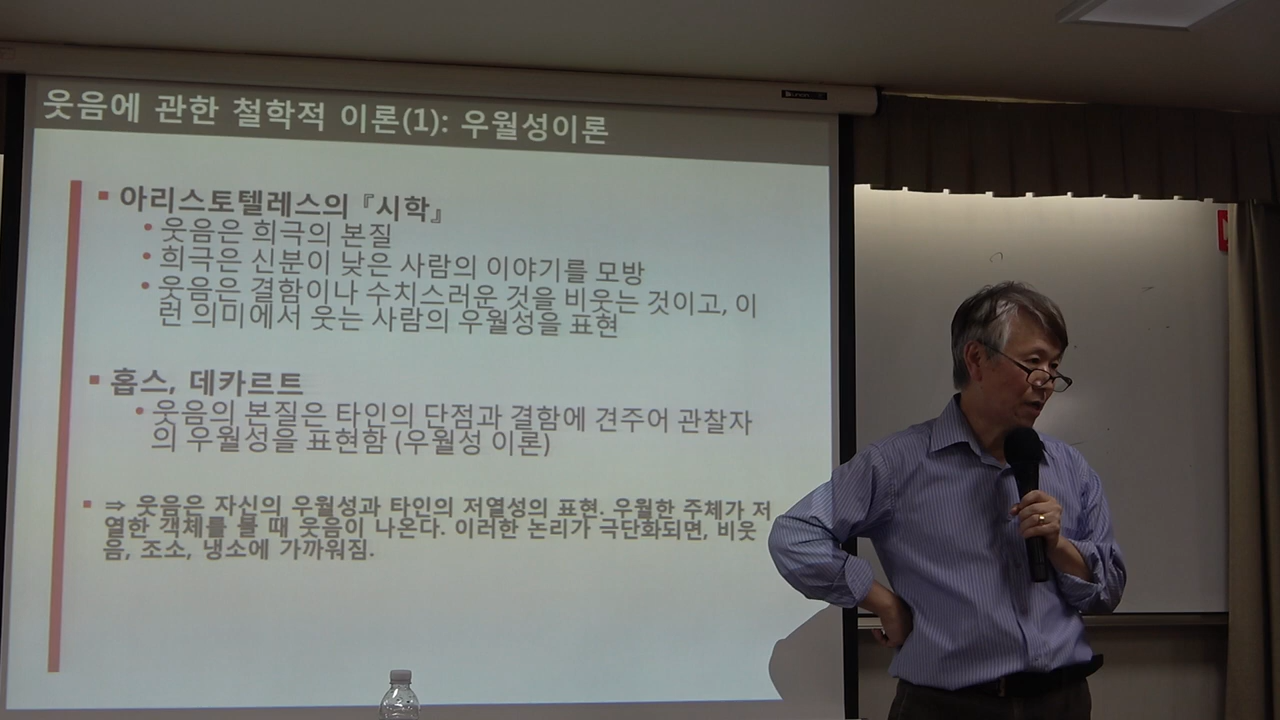 웃음에 관한 철학적 이론(1): 우월성이론
▪ 아리스토텔레스의 『시학』
• 웃음은 희극의 본질
• 희극은 신분이 낮은 사람의 이야기를 모방
• 웃음은 결함이나 수치스러운 것을 비웃는 것이고, 이
런 의미에서 웃는 사람의 우월성을 표현
▪ 홉스, 데카르트
• 웃음의 본질은 타인의 단점과 결함에 견주어 관찰자
의 우월성을 표현함 (우월성 이론)
▪ ⇒ 웃음은 자신의 우월성과 타인의 저열성의 표현. 우월한 주체가 저
열한 객체를 볼 때 웃음이 나온다. 이러한 논리가 극단화되면, 비웃
음, 조소, 냉소에 가까워짐.